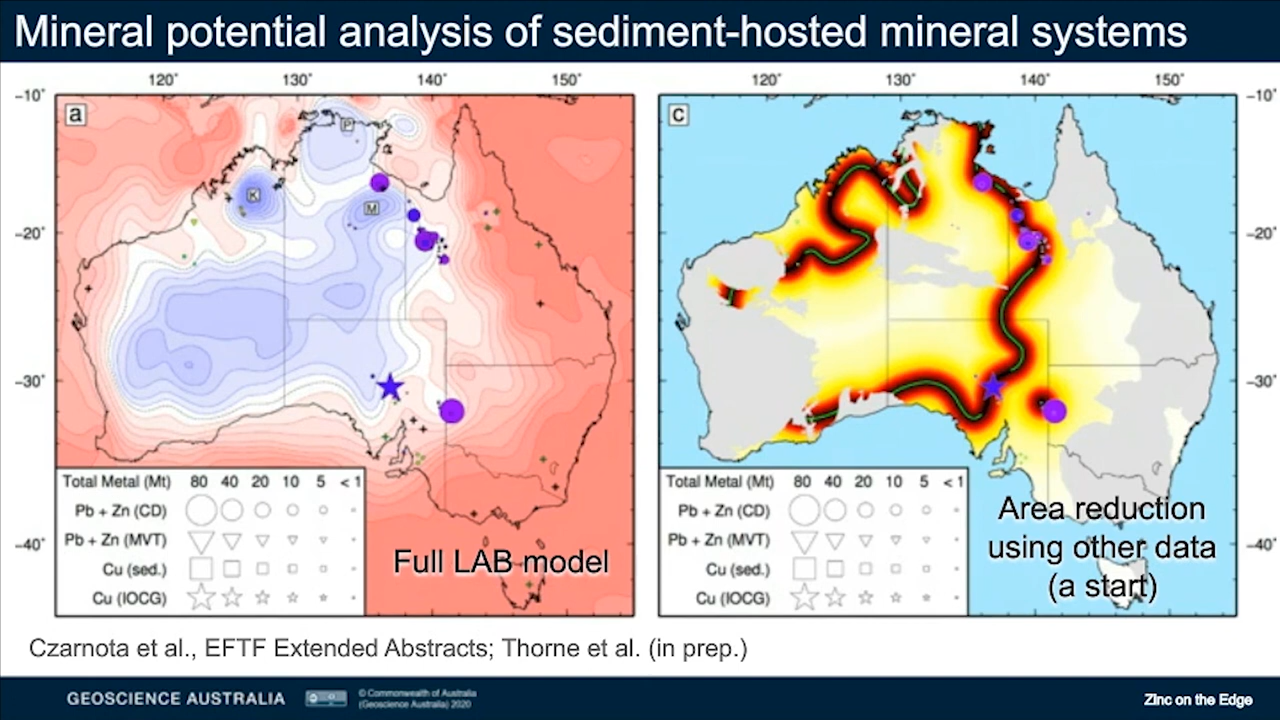 Mineral potential analysis of sediment-hosted mineral systems
120° 130° 140° 150°
120° 130° 140° 150°
−10°
−20°
−30°
−40°
a
P
K
M
Total Metal (Mt) 80 40 20 10 5 < 1
Pb + Zn (CD)
Pb + Zn (MVT)
Cu (sed.)
Cu (IOCG)
Full LAB model
c
−10°
−20°
−30°
−40°
Total Metal (Mt) 80 40 20 10 5 < 1
Pb + Zn (CD)
Pb + Zn (MVT)
Cu (sed.)
Cu (IOCG)
Area reduction
using other data
(a start)
Czarnota et al., EFTF Extended Abstracts; Thorne et al. (in prep.)
GEOSCIENCE AUSTRALIA
© Commonwealth of Australia
(Geoscience Australia) 2020
Zinc on the Edge